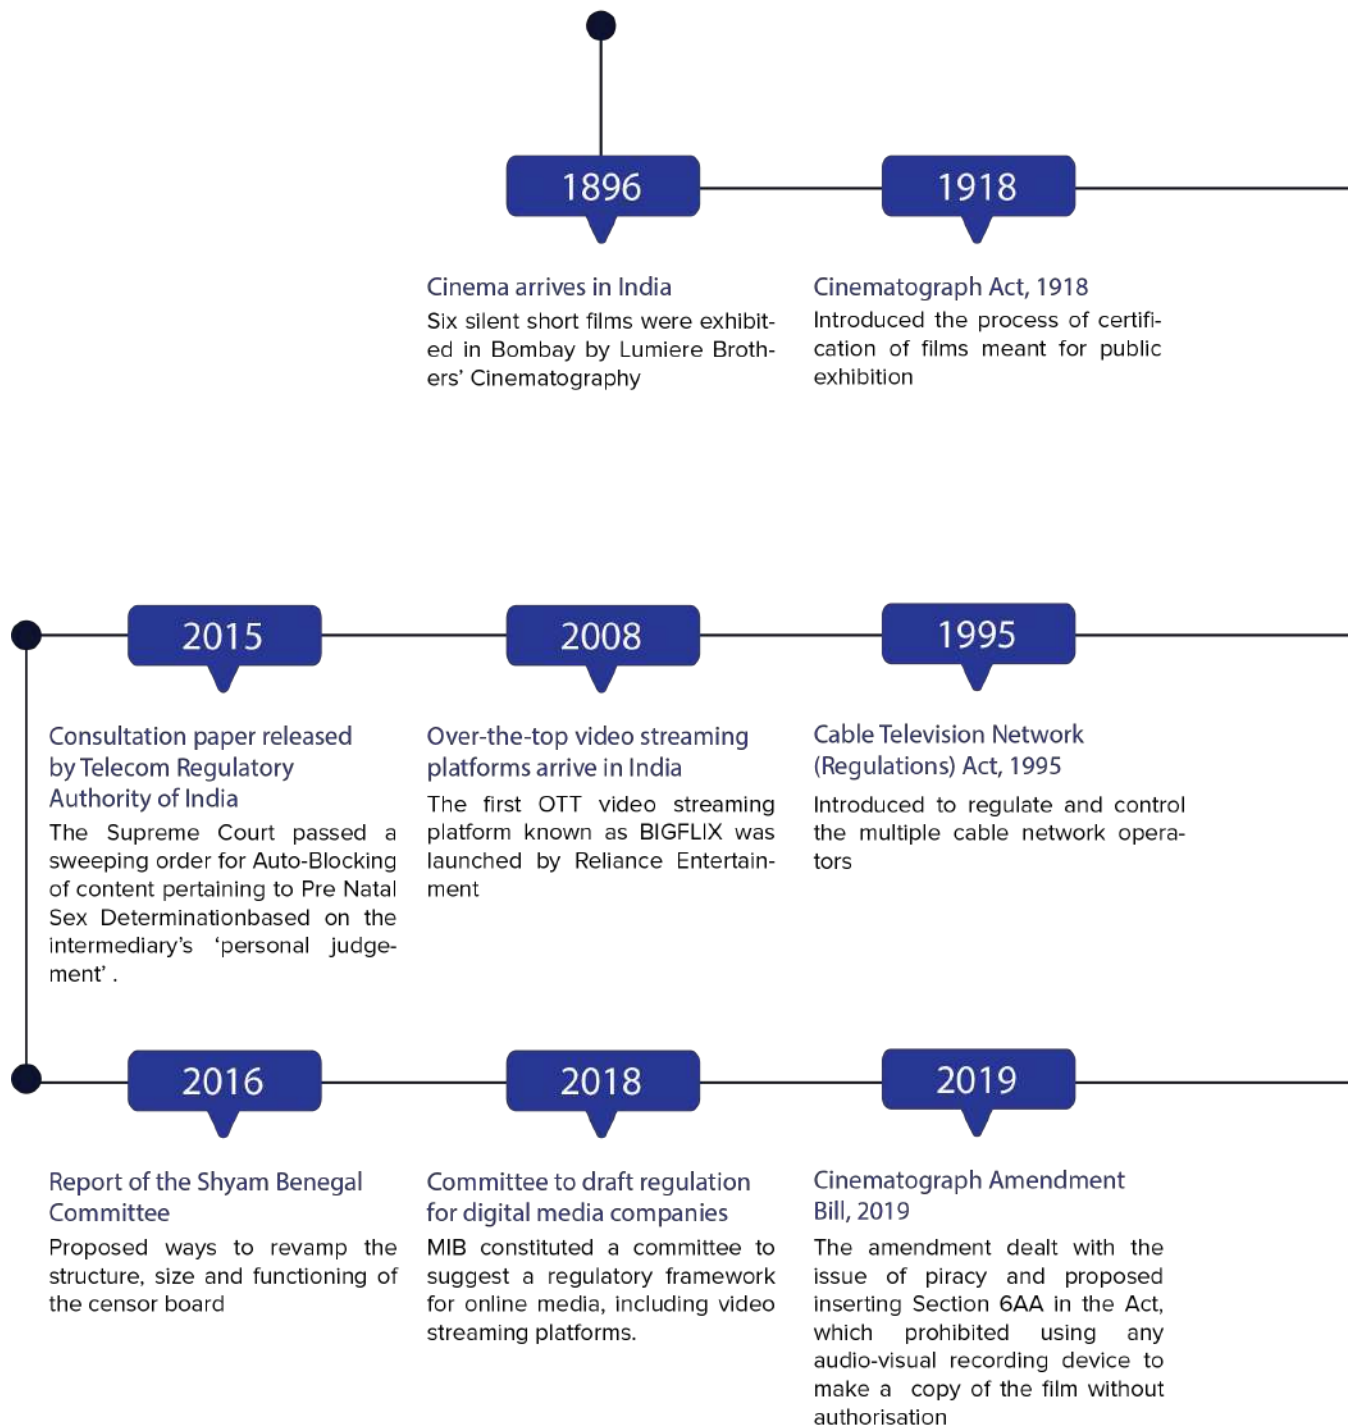 1896
1918
Cinema arrives in India
Six silent short films were exhibit-
ed in Bombay by Lumiere Broth-
ers’ Cinematography
Cinematograph Act, 1918
Introduced the process of certifi-
cation of films meant for public
exhibition
2015
2008
1995
Consultation paper released
by Telecom Regulatory
Authority of India
The Supreme Court passed a
sweeping order for Auto-Blocking
of content pertaining to Pre Natal
Sex Determinationbased on the
intermediary’s ‘personal judge-
ment’ .
Over-the-top video streaming
platforms arrive in India
The first OTT video streaming
platform known as BIGFLIX was
launched by Reliance Entertain-
ment
Cable Television Network
(Regulations) Act, 1995
Introduced to regulate and control
the multiple cable network opera-
tors
2016
2018
2019
Report of the Shyam Benegal
Committee
Proposed ways to revamp the
structure, size and functioning of
the censor board
Committee to draft regulation
for digital media companies
MIB constituted a committee to
suggest a regulatory framework
for online media, including video
streaming platforms.
Cinematograph Amendment
Bill, 2019
The amendment dealt with the
issue of piracy and proposed
inserting Section 6AA in the Act,
which prohibited using any
audio-visual recording device to
make a copy of the film without
authorisation